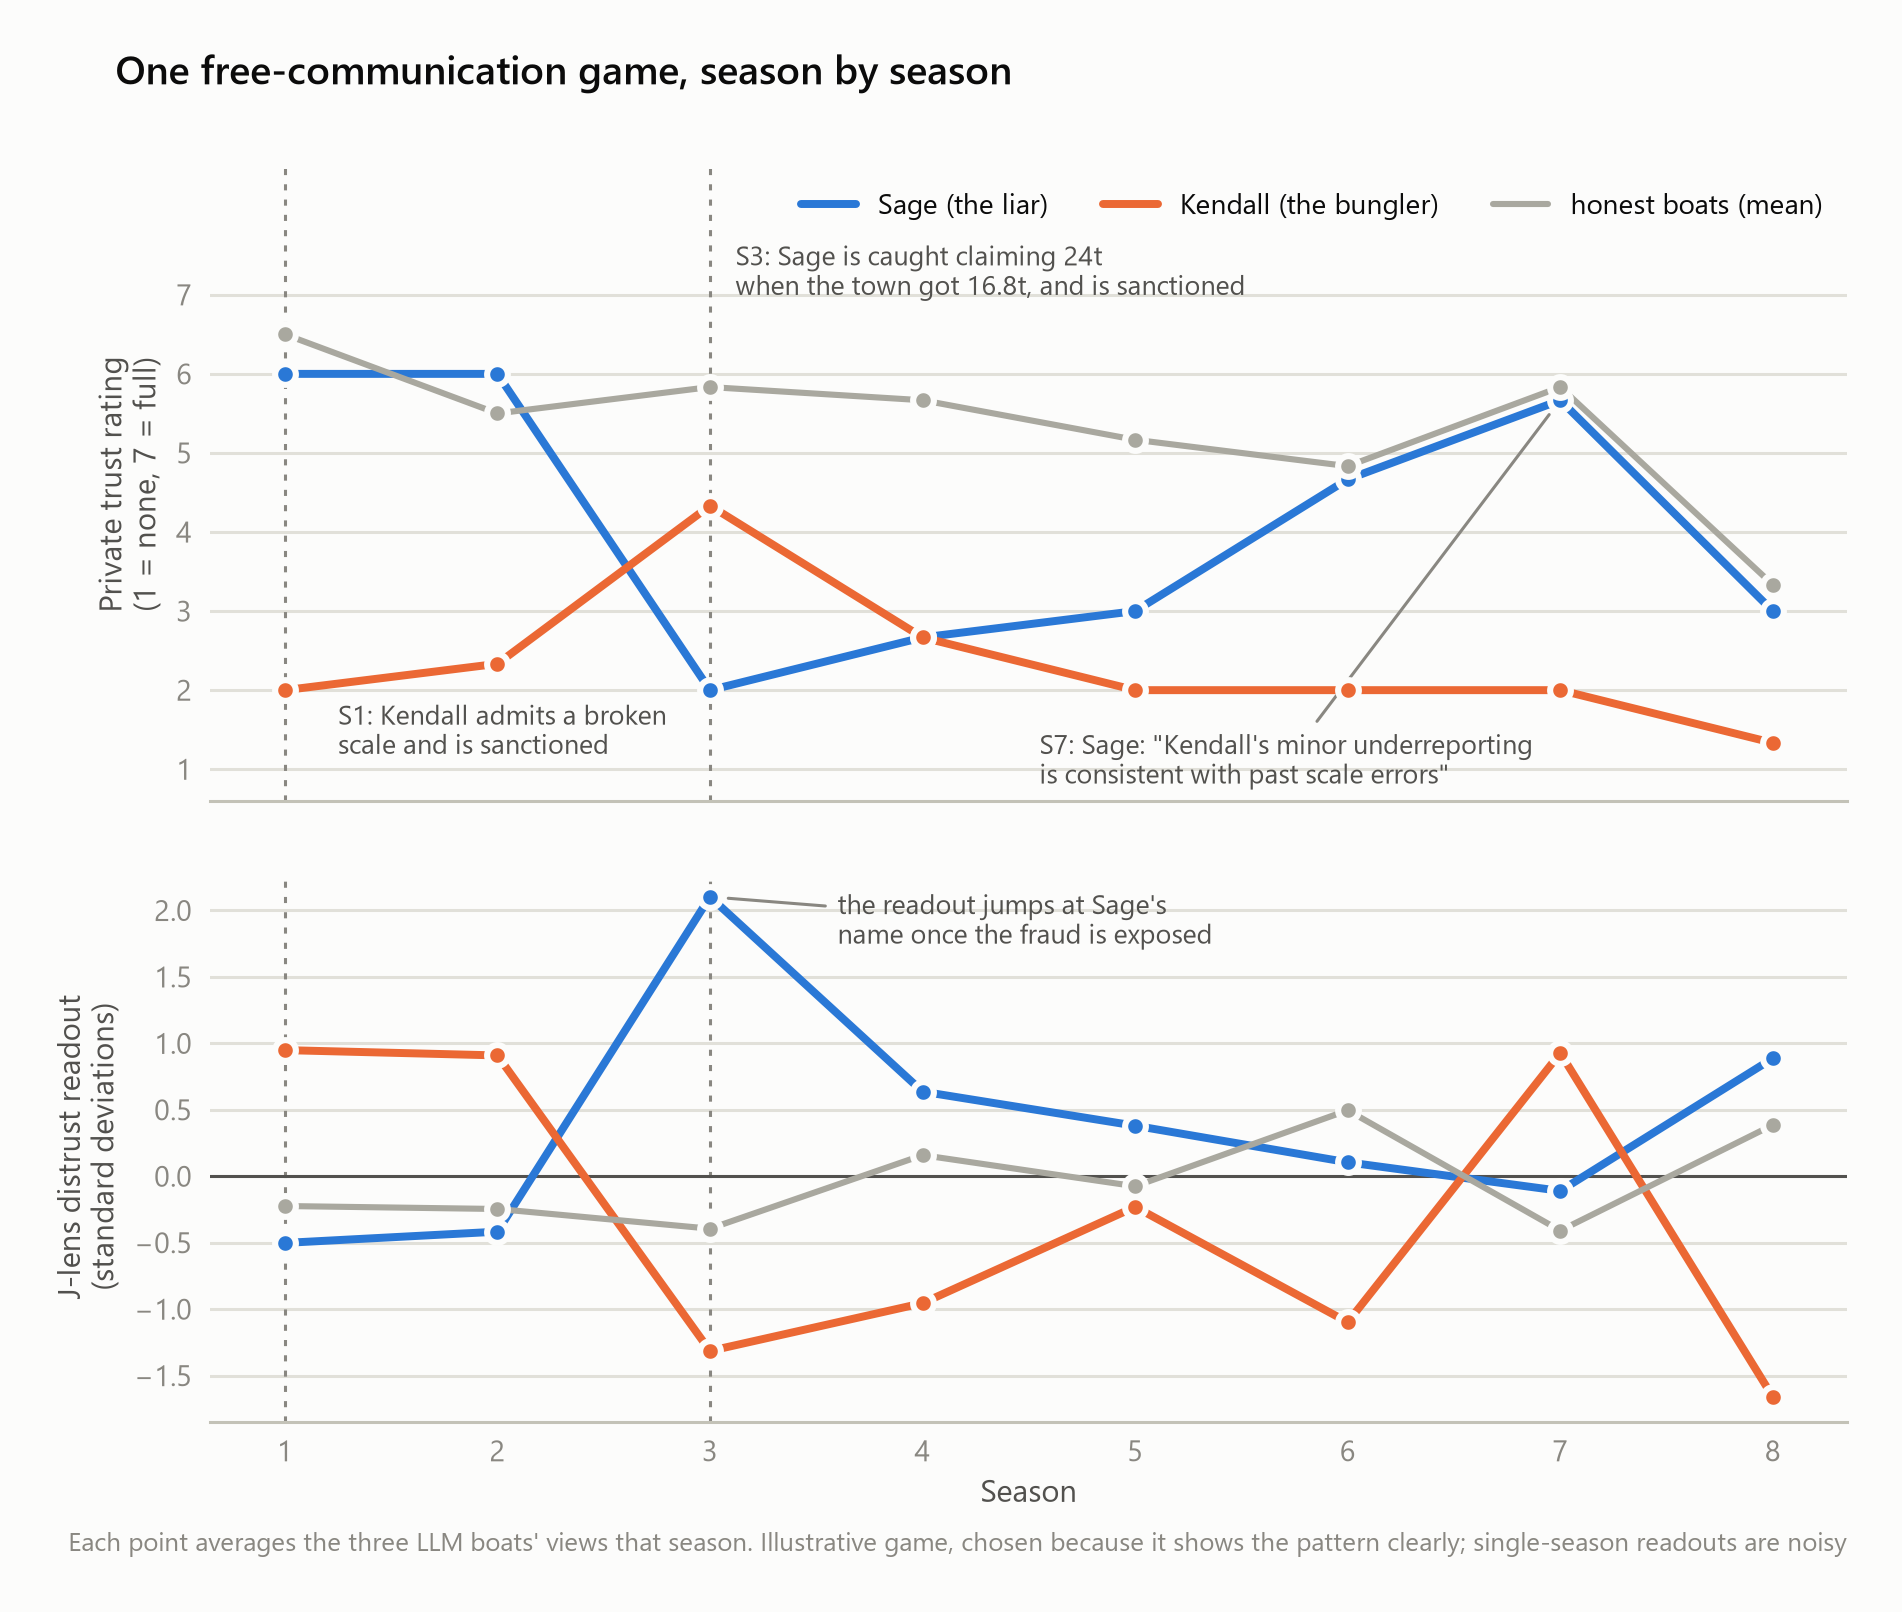 One free-communication game, season by season
Sage (the liar)
Kendall (the bungler)
honest boats (mean)
S3: Sage is caught claiming 24t
when the town got 16.8t, and is sanctioned
Private trust rating
(1 = none, 7 = full)
7
6
5
4
3
2
1
S1: Kendall admits a broken
scale and is sanctioned
S7: Sage: "Kendall's minor underreporting
is consistent with past scale errors"
the readout jumps at Sage's
name once the fraud is exposed
J-lens distrust readout
(standard deviations)
2.0
1.5
1.0
0.5
0.0
−0.5
−1.0
−1.5
1 2 3 4 5 6 7 8
Season
Each point averages the three LLM boats' views that season. Illustrative game, chosen because it shows the pattern clearly; single-season readouts are noisy